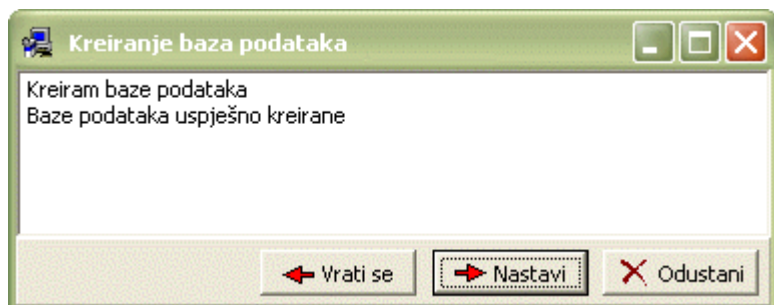 Kreiranje baza podataka
Kreiram baze podataka
Baze podataka uspješno kreirane
Vrati se Nastavi Odustani